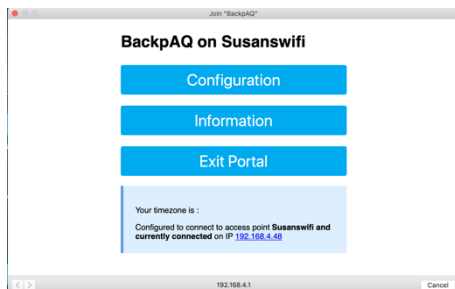 Join "BackpAQ"
BackpAQ on Susanswifi
Configuration
Information
Exit Portal
Your timezone is :
Configured to connect to access point Susanswifi and
currently connected on IP 192.168.4.48
192.168.4.1
Cancel